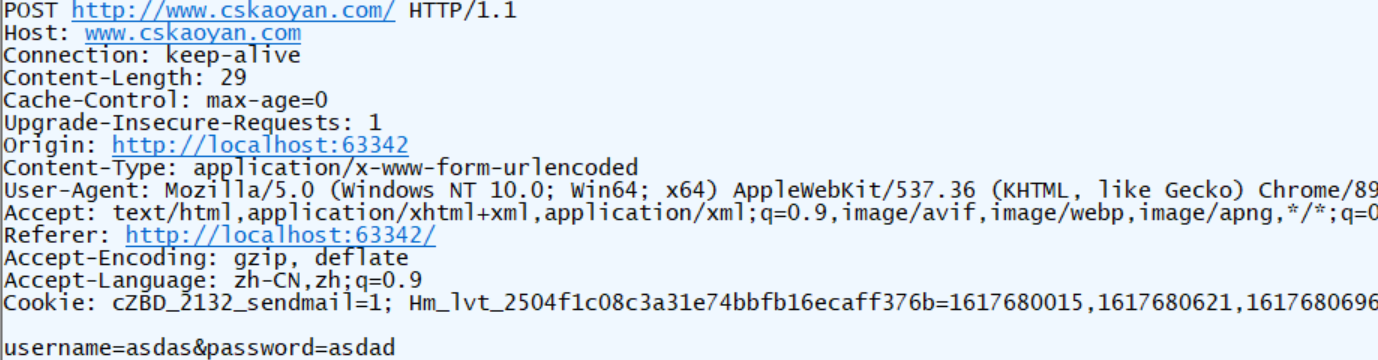 POST http://www.cskaoyan.com/ HTTP/1.1
Host: www.cskaoyan.com
Connection: keep-alive
Content-Length: 29
Cache-Control: max-age=0
Upgrade-Insecure-Requests: 1
Origin: http://localhost:63342
Content-Type: application/x-www-form-urlencoded
User-Agent: Mozilla/5.0 (Windows NT 10.0; Win64; x64) AppleWebKit/537.36 (KHTML, like Gecko) Chrome/89
Accept: text/html,application/xhtml+xml,application/xml;q=0.9,image/avif,image/webp,image/apng,*/*;q=0
Referer: http://localhost:63342/
Accept-Encoding: gzip, deflate
Accept-Language: zh-CN,zh;q=0.9
Cookie: cZBD_2132_sendmail=1; Hm_lvt_2504f1c08c3a31e74bbfb16ecaff376b=1617680015,1617680621,1617680696
username=asdas&password=asdad